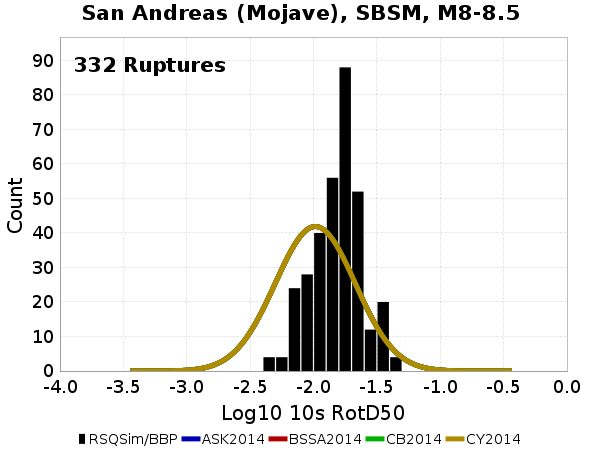 San Andreas (Mojave), SBSM, M8-8.5
332 Ruptures
Count
90
80
70
60
50
40
30
20
10
0
-4.0 -3.5 -3.0 -2.5 -2.0 -1.5 -1.0 -0.5 0.0
Log10 10s RotD50
RSQSim/BBP ASK2014 BSSA2014 CB2014 CY2014